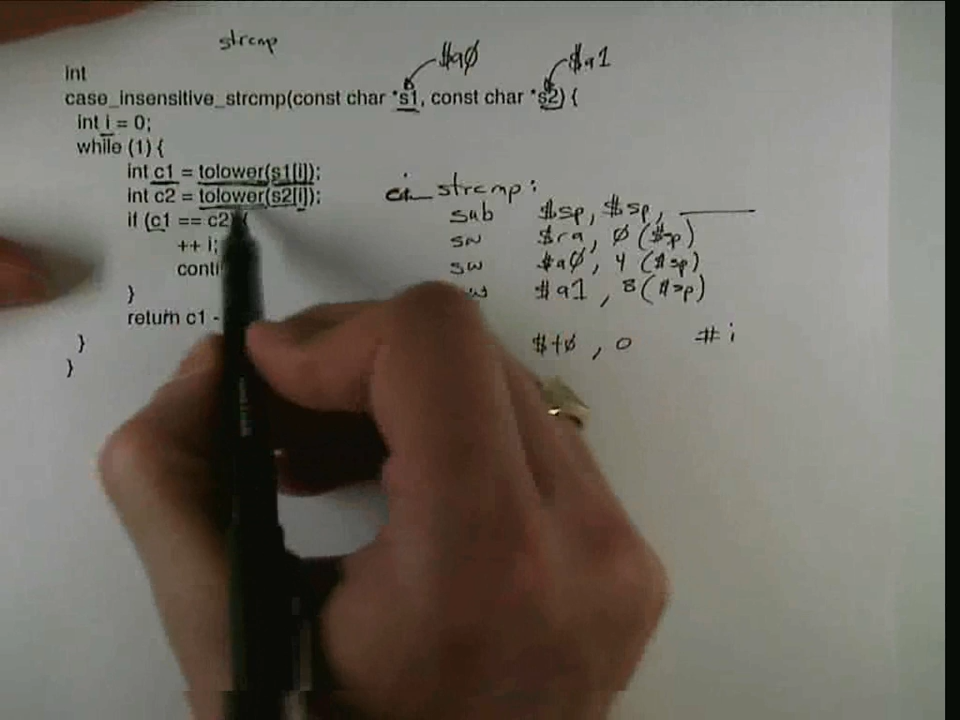 strcmp
$a0
$a1
int
case_insensitive_strcmp(const char *s1, const char *s2) {
int i = 0;
while (1) {
int c1 = tolower(s1[i]);
int c2 = tolower(s2[i]);
if (c1 == c2) {
++ i;
conti
}
return c1 -
}
}
ci_strcmp:
sub $sp, $sp,
sw $ra, 0($sp)
sw $a0, 4($sp)
$a1, 8($sp)
$t0, 0 # i